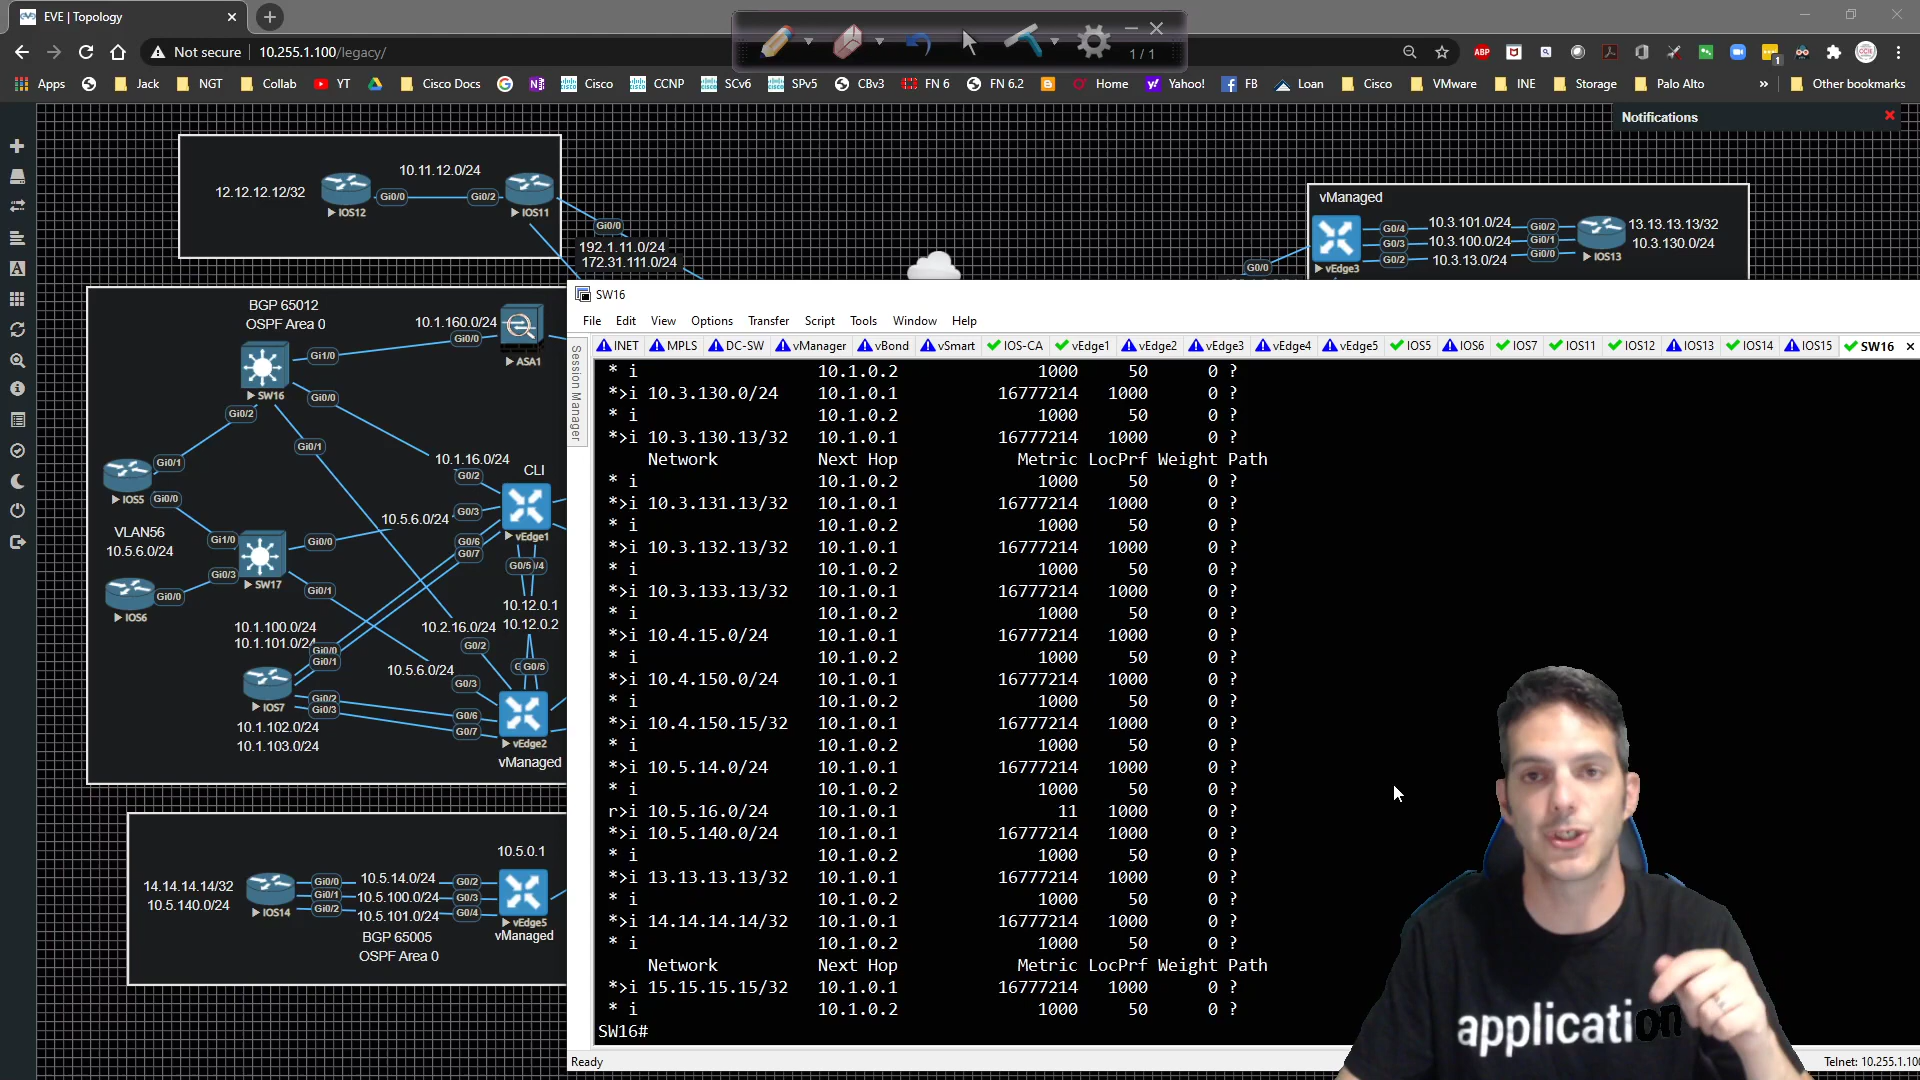 EVE | Topology
1 / 1
Not secure 10.255.1.100/legacy/
ABP
1
Apps Jack NGT Collab YT Cisco Docs Cisco CCNP SCv6 SPv5 CBv3 FN 6 FN 6.2 Home Yahoo! FB Loan Cisco VMware INE Storage Palo Alto » Other bookmarks
Notifications
10.11.12.0/24
12.12.12.12/32
Gi0/0
Gi0/2
IOS12
IOS11
Gi0/0
192.1.11.0/24
172.31.111.0/24
vManaged
G0/4 10.3.101.0/24 Gi0/2 13.13.13.13/32
G0/3 10.3.100.0/24 Gi0/1 10.3.130.0/24
G0/2 10.3.13.0/24 Gi0/0
G0/0
vEdge3
IOS13
BGP 65012
OSPF Area 0
10.1.160.0/24
Gi0/0
Gi1/0
ASA1
SW16
Gi0/0
Gi0/2
Gi0/1
10.1.16.0/24
CLI
G0/2
Gi0/1
IOS5
Gi0/0
10.5.6.0/24
G0/3
VLAN56
10.5.6.0/24
Gi1/0
Gi0/0
vEdge1
G0/6
G0/7
Gi0/3
SW17
Gi0/1
G0/5
/4
Gi0/0
IOS6
10.12.0.1
10.12.0.2
10.1.100.0/24
10.1.101.0/24
10.2.16.0/24
G0/2
Gi0/0
Gi0/1
10.5.6.0/24
G0/5
G0/3
IOS7
Gi0/2
Gi0/3
G0/6
G0/7
10.1.102.0/24
10.1.103.0/24
vEdge2
vManaged
10.5.0.1
14.14.14.14/32
10.5.140.0/24
Gi0/0 10.5.14.0/24 G0/2
Gi0/1 10.5.100.0/24 G0/3
Gi0/2 10.5.101.0/24 G0/4
IOS14
vEdge5
BGP 65005
vManaged
OSPF Area 0
SW16
File Edit View Options Transfer Script Tools Window Help
Session Manager
INET MPLS DC-SW vManager vBond vSmart IOS-CA vEdge1 vEdge2 vEdge3 vEdge4 vEdge5 IOS5 IOS6 IOS7 IOS11 IOS12 IOS13 IOS14 IOS15 SW16
* i 10.1.0.2 1000 50 0 ?
*>i 10.3.130.0/24 10.1.0.1 16777214 1000 0 ?
* i 10.1.0.2 1000 50 0 ?
*>i 10.3.130.13/32 10.1.0.1 16777214 1000 0 ?
Network Next Hop Metric LocPrf Weight Path
* i 10.1.0.2 1000 50 0 ?
*>i 10.3.131.13/32 10.1.0.1 16777214 1000 0 ?
* i 10.1.0.2 1000 50 0 ?
*>i 10.3.132.13/32 10.1.0.1 16777214 1000 0 ?
* i 10.1.0.2 1000 50 0 ?
*>i 10.3.133.13/32 10.1.0.1 16777214 1000 0 ?
* i 10.1.0.2 1000 50 0 ?
*>i 10.4.15.0/24 10.1.0.1 16777214 1000 0 ?
* i 10.1.0.2 1000 50 0 ?
*>i 10.4.150.0/24 10.1.0.1 16777214 1000 0 ?
* i 10.1.0.2 1000 50 0 ?
*>i 10.4.150.15/32 10.1.0.1 16777214 1000 0 ?
* i 10.1.0.2 1000 50 0 ?
*>i 10.5.14.0/24 10.1.0.1 16777214 1000 0 ?
* i 10.1.0.2 1000 50 0 ?
r>i 10.5.16.0/24 10.1.0.1 11 1000 0 ?
*>i 10.5.140.0/24 10.1.0.1 16777214 1000 0 ?
* i 10.1.0.2 1000 50 0 ?
*>i 13.13.13.13/32 10.1.0.1 16777214 1000 0 ?
* i 10.1.0.2 1000 50 0 ?
*>i 14.14.14.14/32 10.1.0.1 16777214 1000 0 ?
* i 10.1.0.2 1000 50 0 ?
Network Next Hop Metric LocPrf Weight Path
*>i 15.15.15.15/32 10.1.0.1 16777214 1000 0 ?
* i 10.1.0.2 1000 50 0 ?
SW16#
Ready
Telnet: 10.255.1.100
application